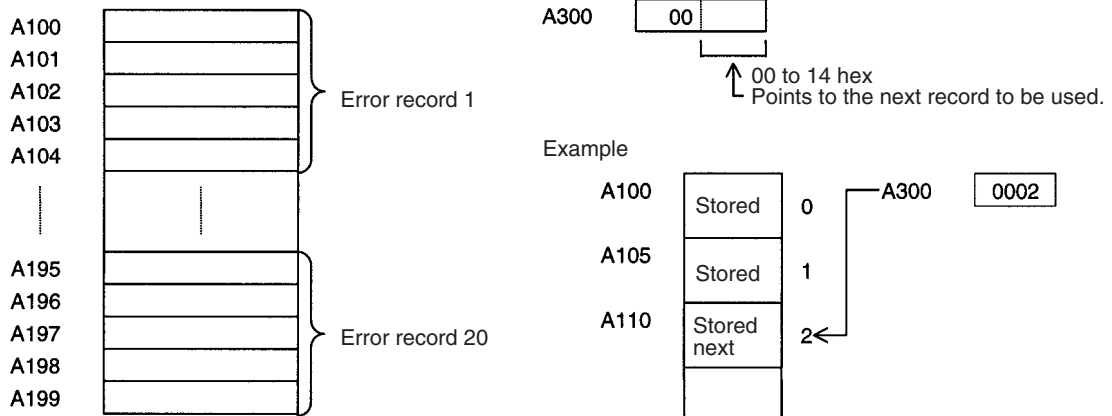 A100
A101
A102
A103
A104
Error record 1
A195
A196
A197
A198
A199
Error record 20
A300 00
00 to 14 hex
Points to the next record to be used.
Example
A100 Stored 0
A300 0002
A105 Stored 1
A110 Stored next 2